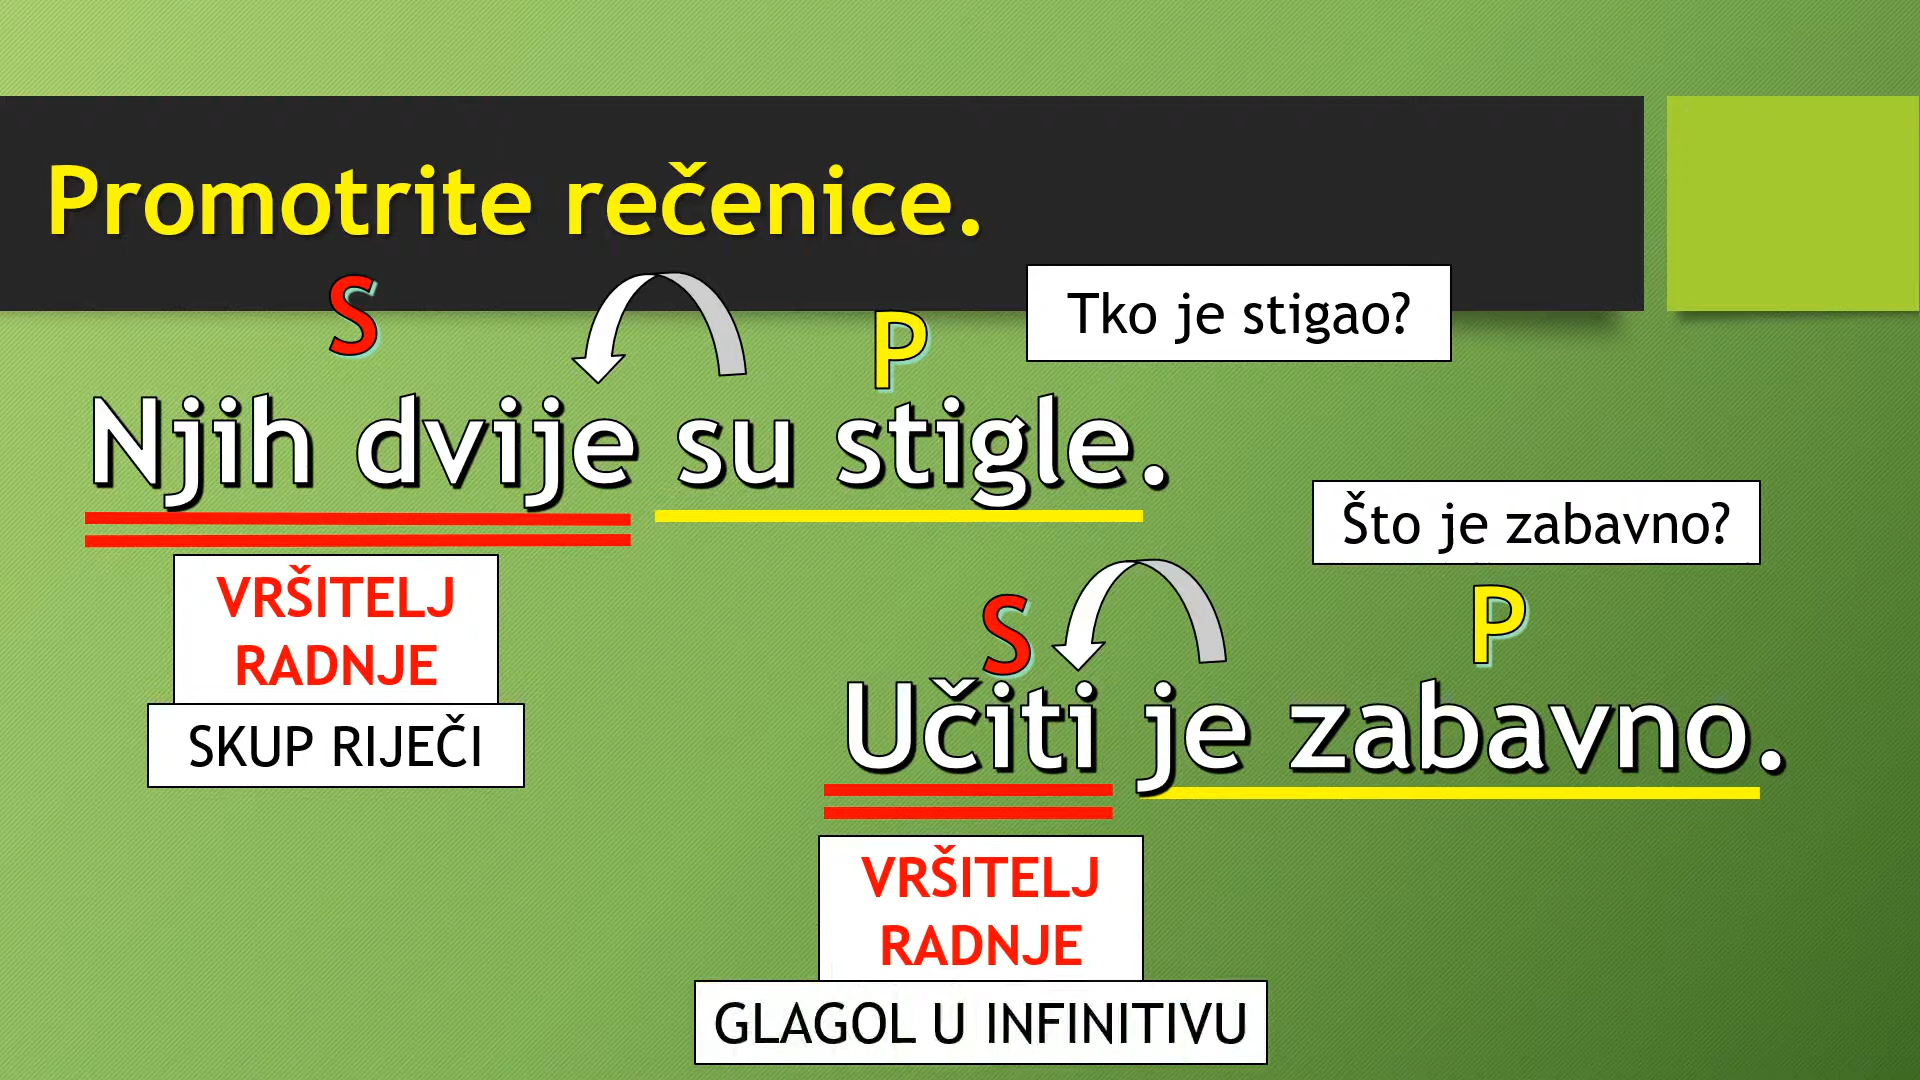 Promotrite rečenice.
S
P
Tko je stigao?
Njih dvije su stigle.
VRŠITELJ
RADNJE
SKUP RIJEČI
Što je zabavno?
S
P
Učiti je zabavno.
VRŠITELJ
RADNJE
GLAGOL U INFINITIVU